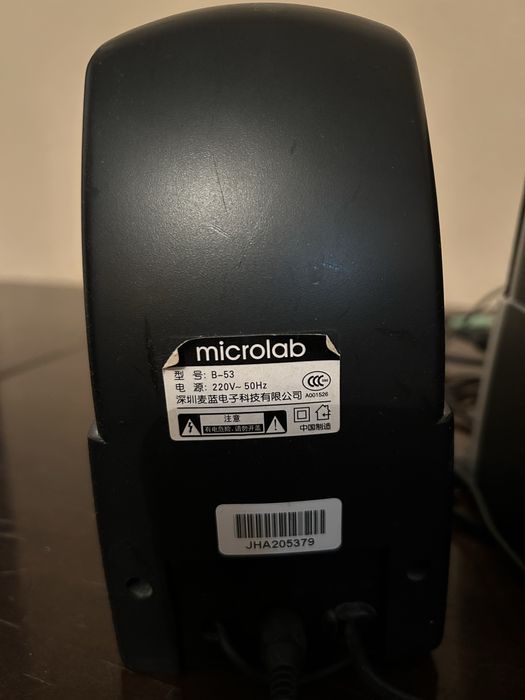 microlab
型 号: B-53
电 源: 220V~ 50Hz
CCC
A001526
深圳麦蓝电子科技有限公司
注意
有电危险,请勿开盖
中国制造
JHA205379